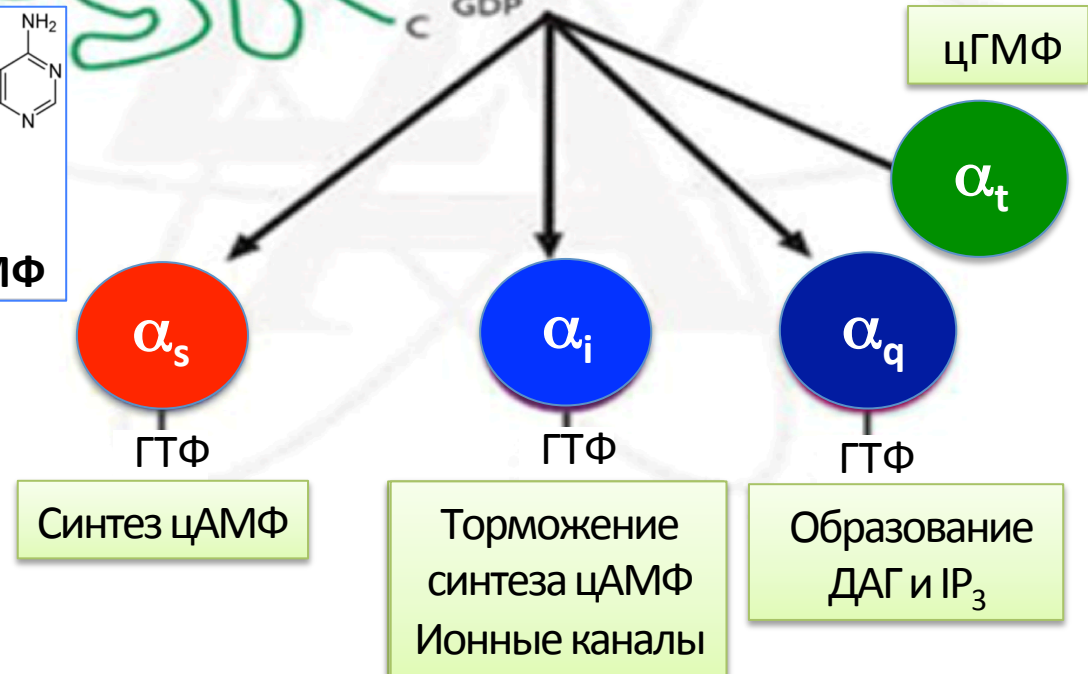 NH₂
N
N
C
GDP
цГМФ
αt
αs
αi
αq
ГТФ
ГТФ
ГТФ
Синтез цАМФ
Торможение
синтеза цАМФ
Ионные каналы
Образование
ДАГ и IP₃